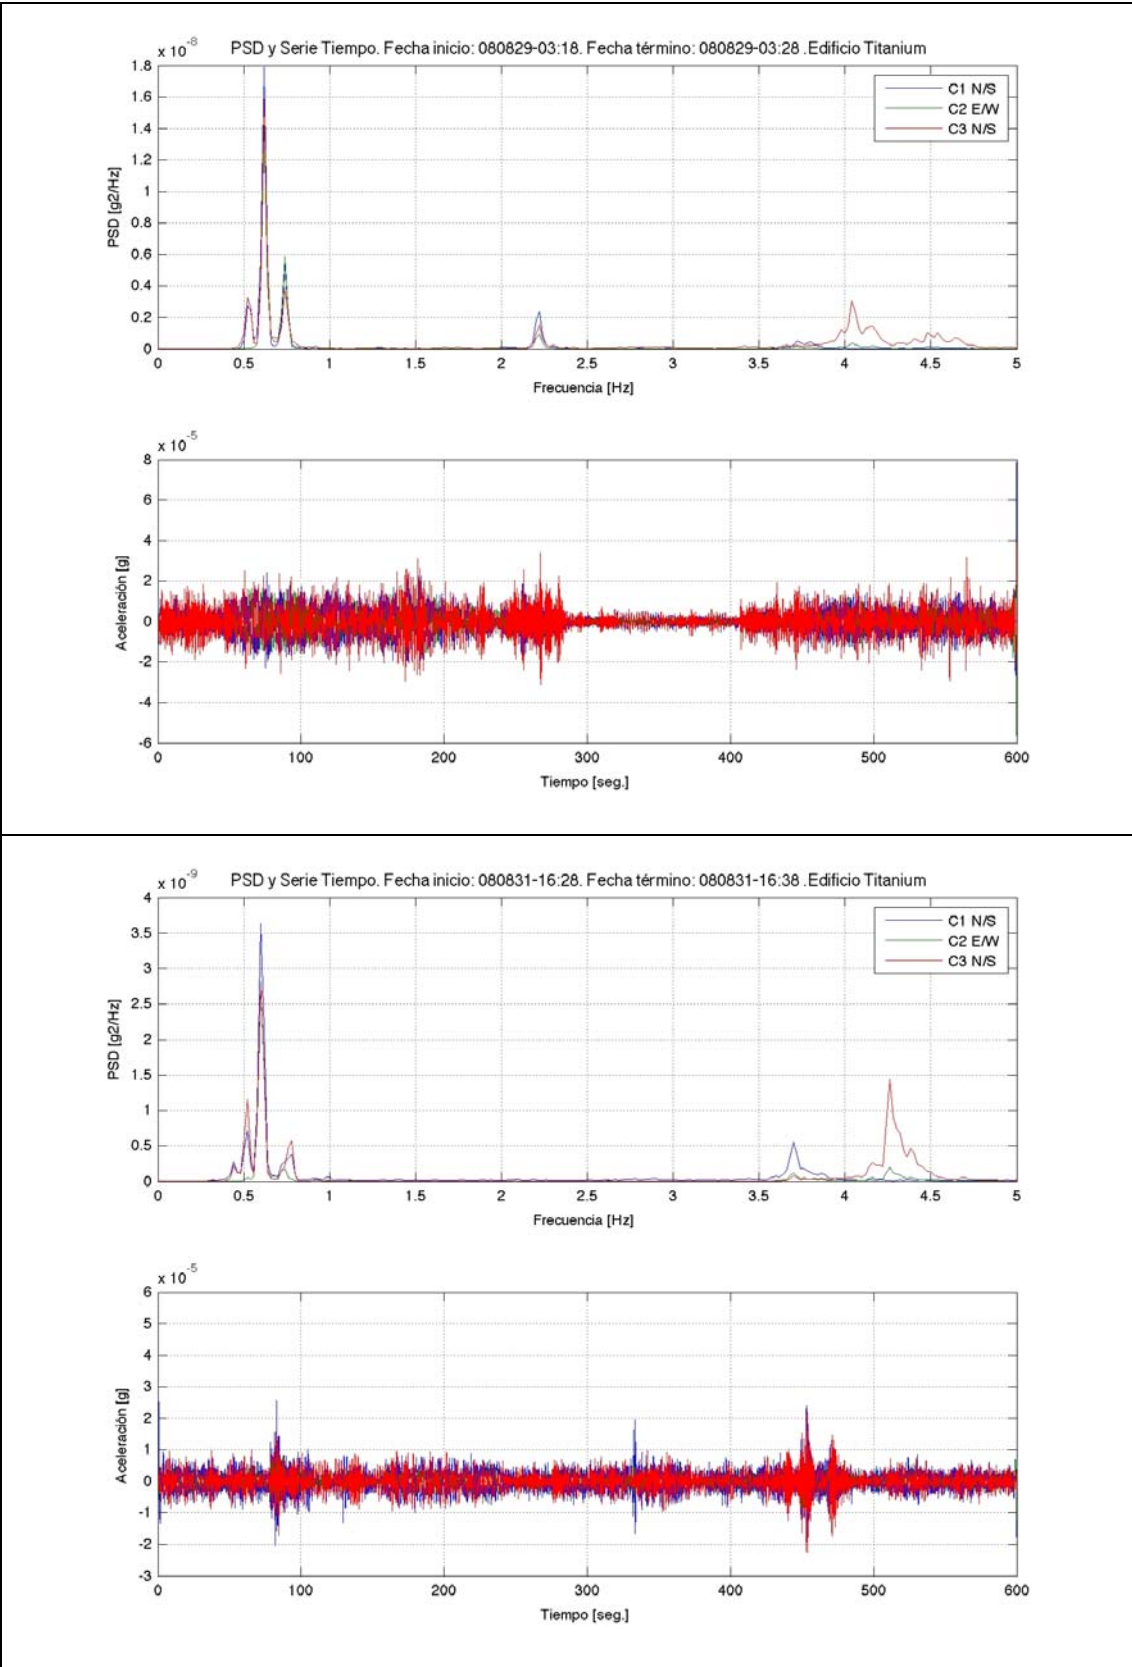 x 10-8
PSD y Serie Tiempo. Fecha inicio: 080829-03:18. Fecha término: 080829-03:28 .Edificio Titanium
1.8
1.6
1.4
1.2
1
0.8
0.6
0.4
0.2
0
PSD [g2/Hz]
C1 N/S
C2 E/W
C3 N/S
0 0.5 1 1.5 2 2.5 3 3.5 4 4.5 5
Frecuencia [Hz]
x 10-5
8
6
4
2
0
-2
-4
-6
Aceleración [g]
0 100 200 300 400 500 600
Tiempo [seg.]
x 10-9
PSD y Serie Tiempo. Fecha inicio: 080831-16:28. Fecha término: 080831-16:38 .Edificio Titanium
4
3.5
3
2.5
2
1.5
1
0.5
0
PSD [g2/Hz]
C1 N/S
C2 E/W
C3 N/S
0 0.5 1 1.5 2 2.5 3 3.5 4 4.5 5
Frecuencia [Hz]
x 10-5
6
5
4
3
2
1
0
-1
-2
-3
Aceleración [g]
0 100 200 300 400 500 600
Tiempo [seg.]